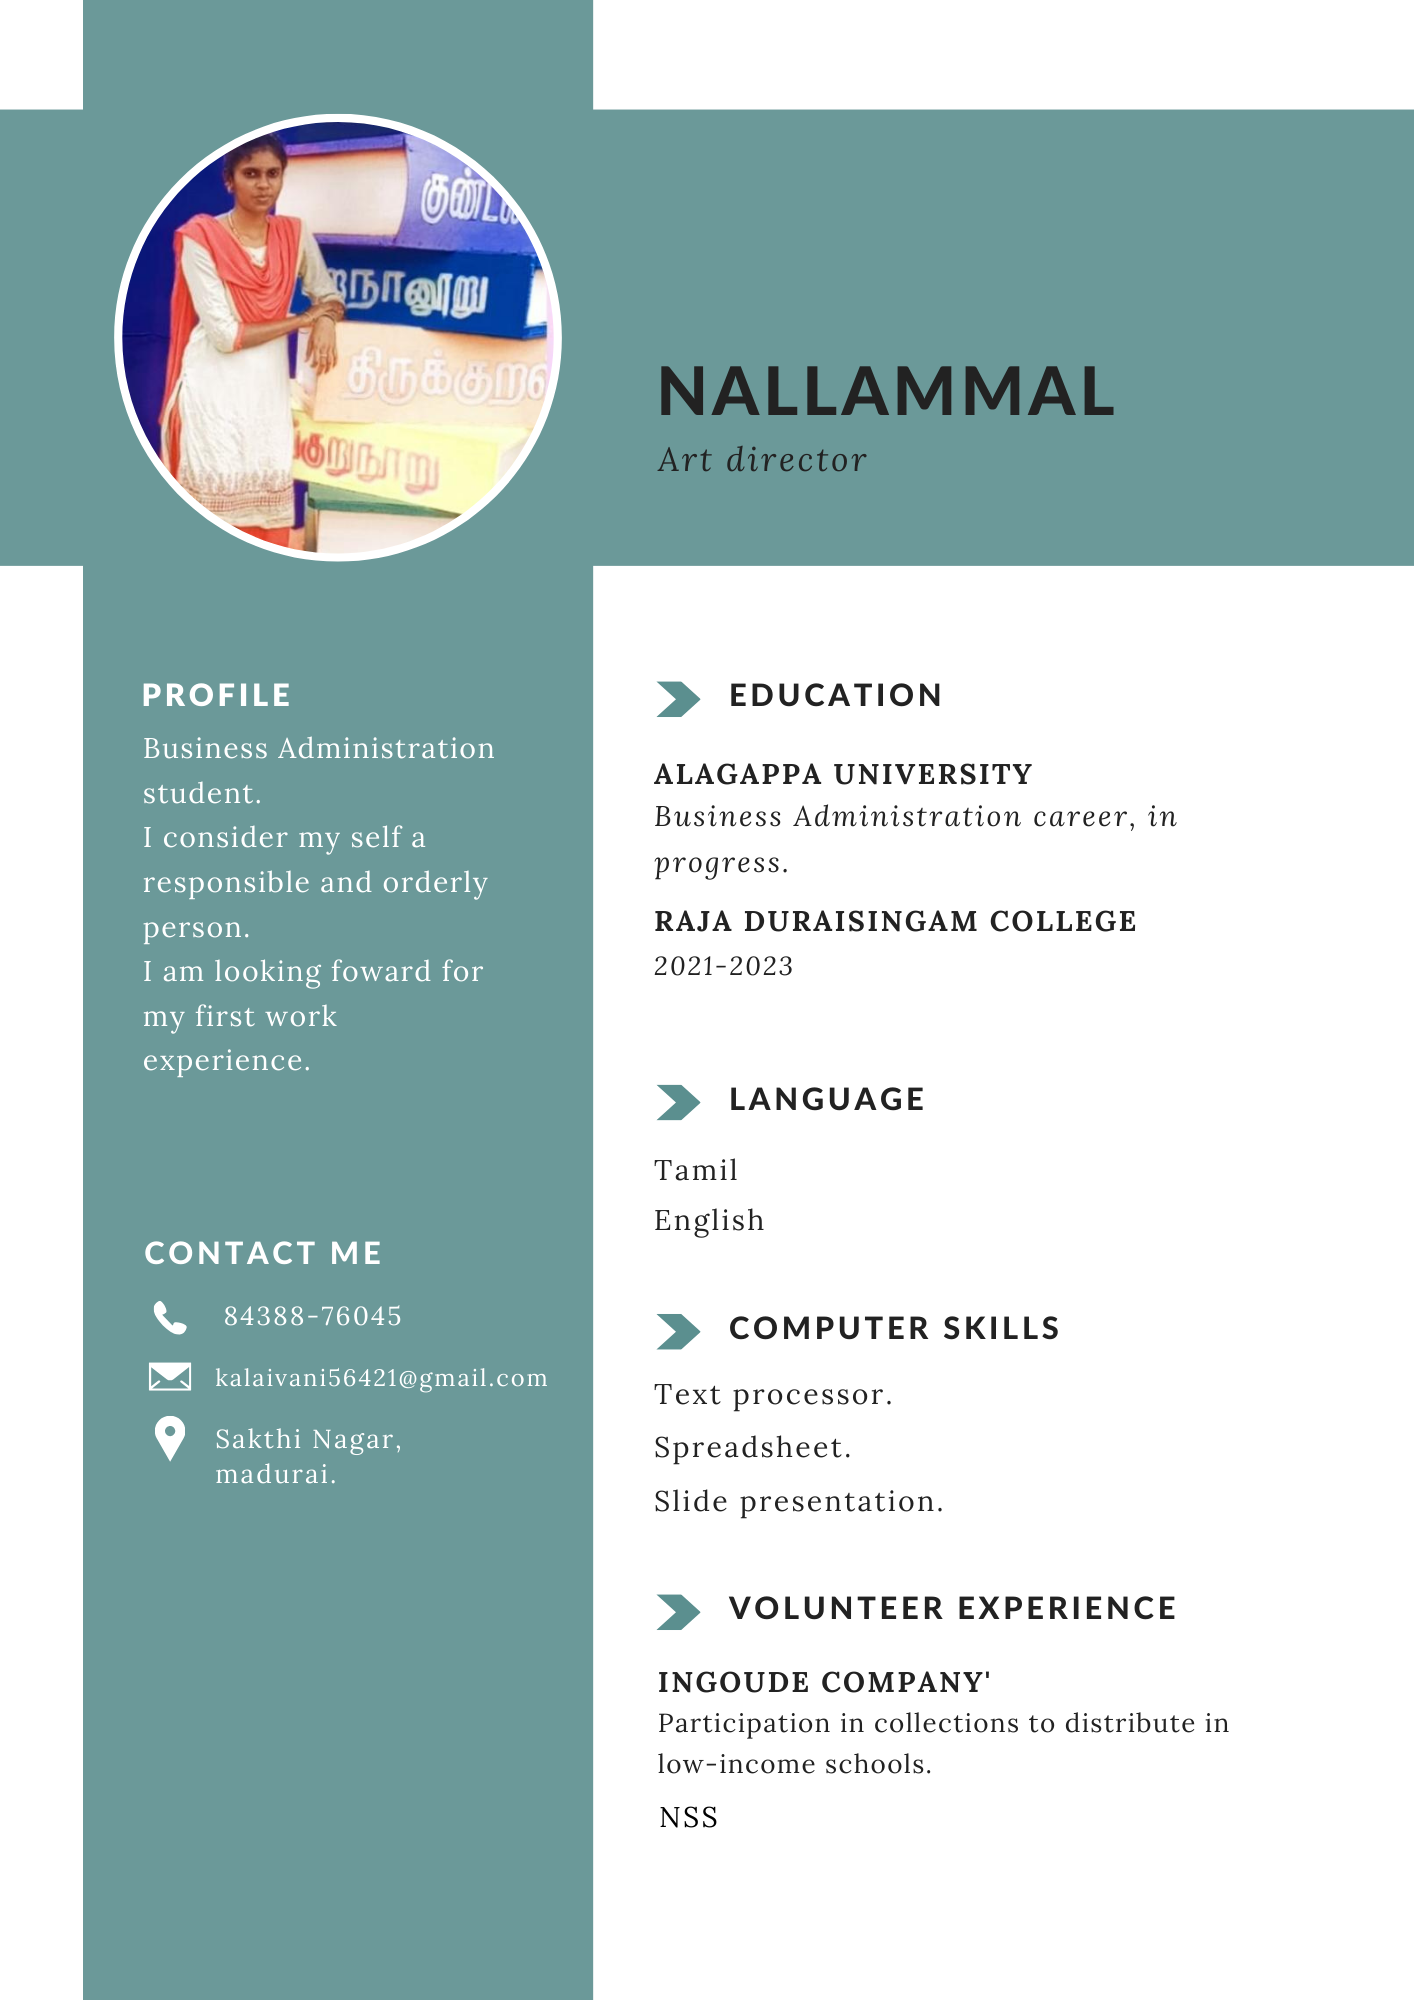 குண்ட
நானூறு
திருக்குறள்
குறுநாறு
NALLAMMAL
Art director
PROFILE
Business Administration
student.
I consider my self a
responsible and orderly
person.
I am looking foward for
my first work
experience.
CONTACT ME
84388-76045
kalaivani56421@gmail.com
Sakthi Nagar,
madurai.
EDUCATION
ALAGAPPA UNIVERSITY
Business Administration career, in
progress.
RAJA DURAISINGAM COLLEGE
2021-2023
LANGUAGE
Tamil
English
COMPUTER SKILLS
Text processor.
Spreadsheet.
Slide presentation.
VOLUNTEER EXPERIENCE
INGOUDE COMPANY'
Participation in collections to distribute in
low-income schools.
NSS